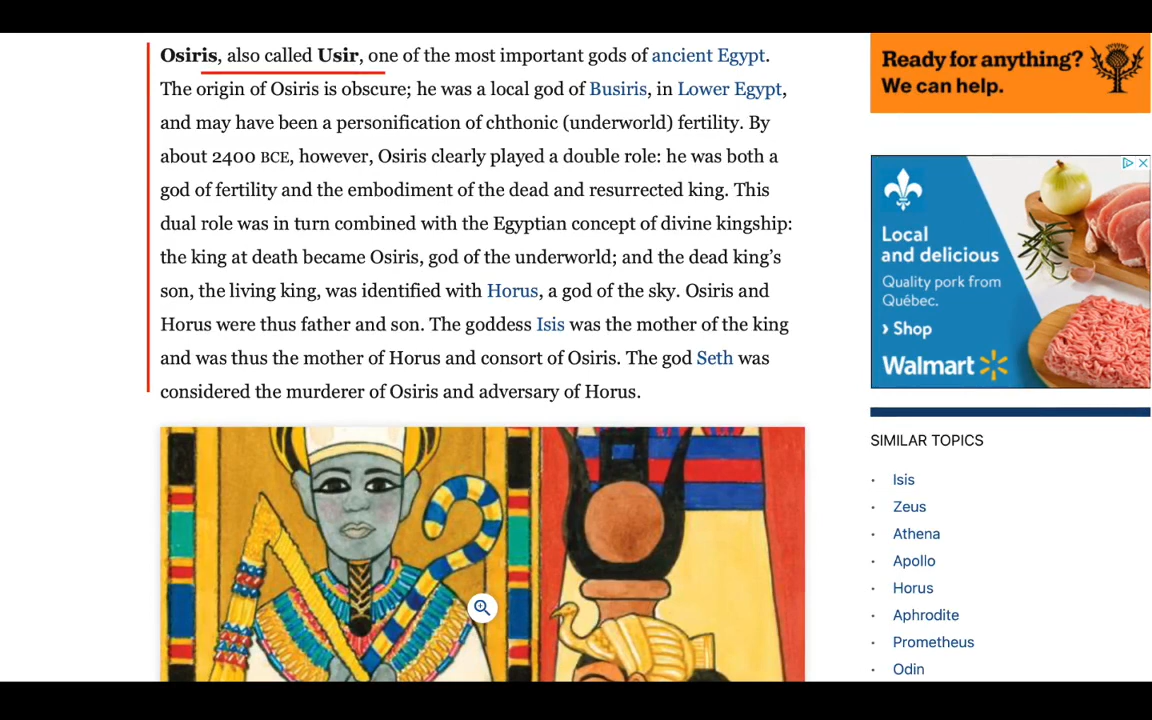 Osiris, also called Usir, one of the most important gods of ancient Egypt.
The origin of Osiris is obscure; he was a local god of Busiris, in Lower Egypt,
and may have been a personification of chthonic (underworld) fertility. By
about 2400 BCE, however, Osiris clearly played a double role: he was both a
god of fertility and the embodiment of the dead and resurrected king. This
dual role was in turn combined with the Egyptian concept of divine kingship:
the king at death became Osiris, god of the underworld; and the dead king’s
son, the living king, was identified with Horus, a god of the sky. Osiris and
Horus were thus father and son. The goddess Isis was the mother of the king
and was thus the mother of Horus and consort of Osiris. The god Seth was
considered the murderer of Osiris and adversary of Horus.
Ready for anything?
We can help.
Local
and delicious
Quality pork from
Québec.
› Shop
Walmart
SIMILAR TOPICS
· Isis
· Zeus
· Athena
· Apollo
· Horus
· Aphrodite
· Prometheus
· Odin